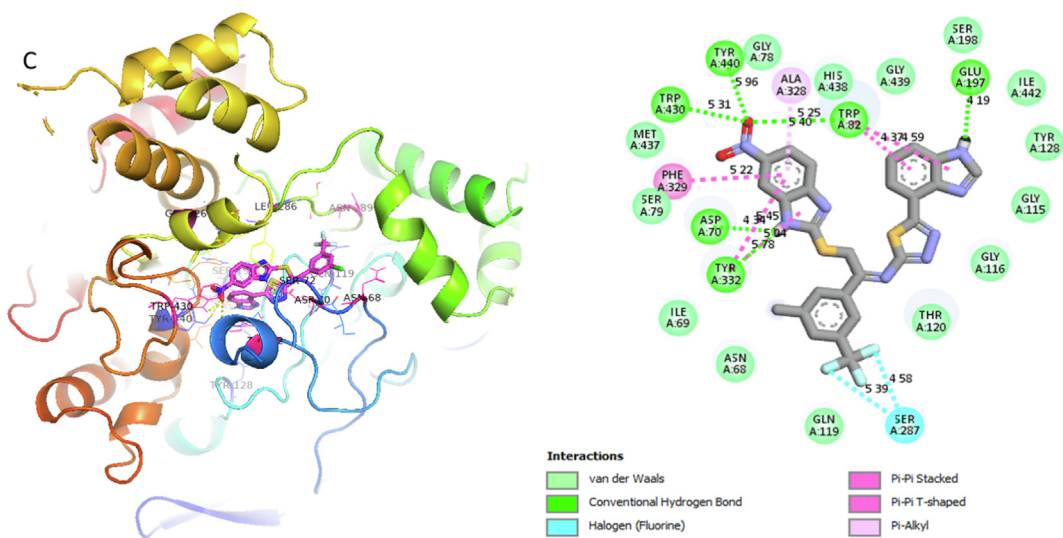 C
LEU 286
ASN 289
SER 72
ASP 70
ASN 68
TRP 430
TYR 440
TYR 128
TYR
A:440
GLY
A:78
ALA
A:328
HIS
A:438
GLY
A:439
SER
A:198
GLU
A:197
ILE
A:442
TRP
A:430
TRP
A:82
MET
A:437
TYR
A:128
PHE
A:329
SER
A:79
GLY
A:115
ASP
A:70
GLY
A:116
TYR
A:332
ILE
A:69
THR
A:120
ASN
A:68
GLN
A:119
SER
A:287
5 96
5 31
5 25
5 40
4 19
4 37
4 59
5 22
5 45
5 04
5 78
4 58
5 39
N
N
N
N
N
N
N
S
S
Interactions
van der Waals
Conventional Hydrogen Bond
Halogen (Fluorine)
Pi-Pi Stacked
Pi-Pi T-shaped
Pi-Alkyl